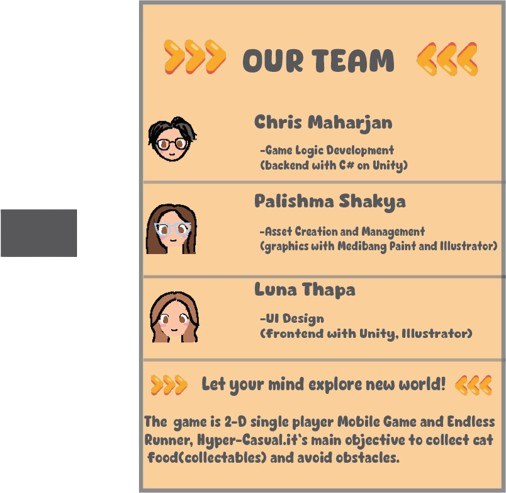 OUR TEAM
Chris Maharjan
-Game Logic Development
(backend with C# on Unity)
Palishma Shakya
-Asset Creation and Management
(graphics with Medibang Paint and Illustrator)
Luna Thapa
-UI Design
(frontend with Unity, Illustrator)
Let your mind explore new world!
The game is 2-D single player Mobile Game and Endless
Runner, Hyper-Casual.it's main objective to collect cat
food(collectables) and avoid obstacles.